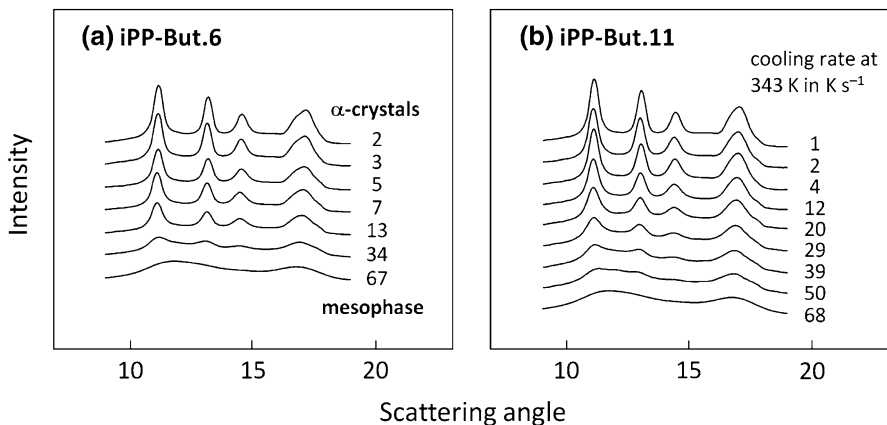 (a) iPP-But.6
α-crystals
2
3
5
7
13
34
67
mesophase
10
15
20
(b) iPP-But.11
cooling rate at
343 K in K s⁻¹
1
2
4
12
20
29
39
50
68
10
15
20
Intensity
Scattering angle